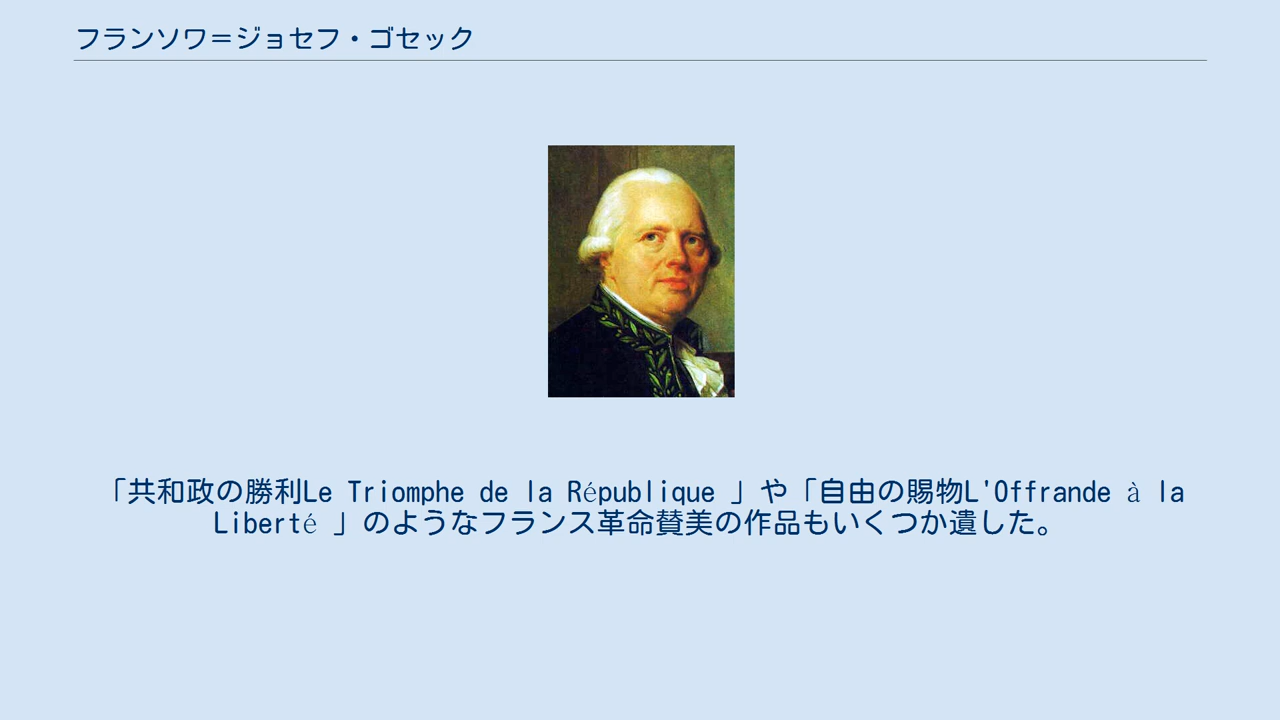 フランソワ＝ジョセフ・ゴセック
「共和政の勝利Le Triomphe de la République 」や「自由の賜物L'Offrande à la
Liberté 」のようなフランス革命賛美の作品もいくつか遺した。